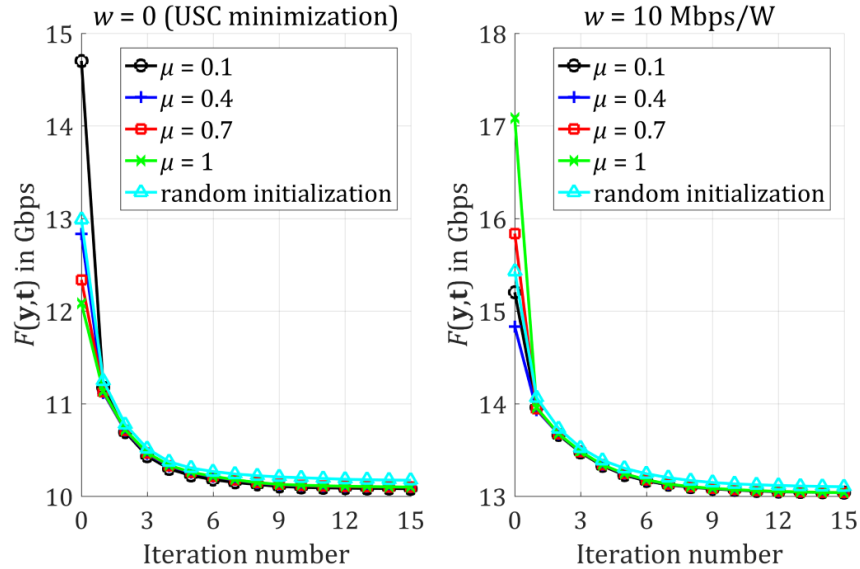 w = 0 (USC minimization)
F(y,t) in Gbps
15
14
13
12
11
10
μ = 0.1
μ = 0.4
μ = 0.7
μ = 1
random initialization
0 3 6 9 12 15
Iteration number
w = 10 Mbps/W
F(y,t) in Gbps
18
17
16
15
14
13
μ = 0.1
μ = 0.4
μ = 0.7
μ = 1
random initialization
0 3 6 9 12 15
Iteration number